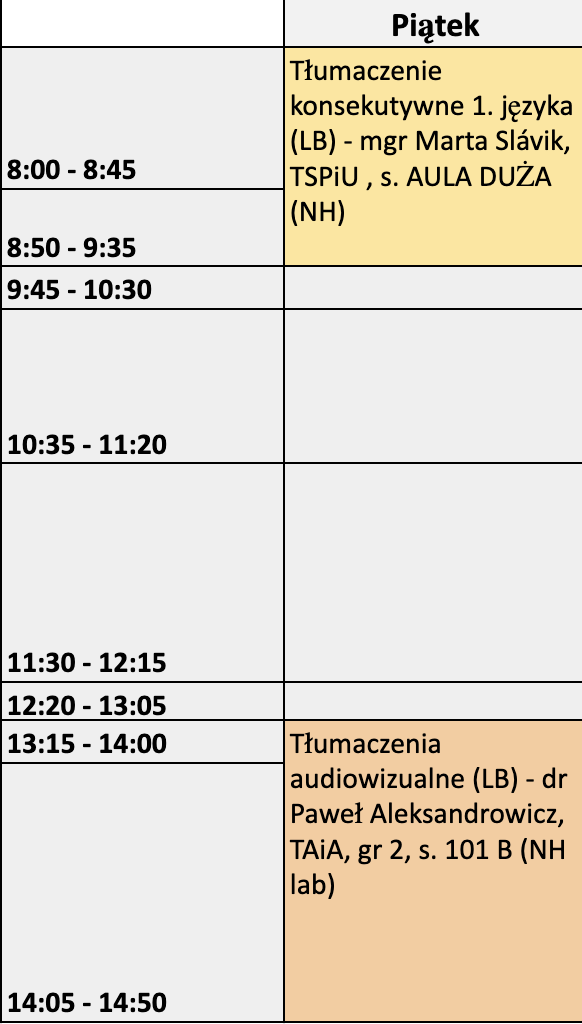 Piątek
8:00 - 8:45
Tłumaczenie
konsekutywne 1. języka
(LB) - mgr Marta Slávik,
TSPiU , s. AULA DUŻA
(NH)
8:50 - 9:35
9:45 - 10:30
10:35 - 11:20
11:30 - 12:15
12:20 - 13:05
13:15 - 14:00
Tłumaczenia
audiowizualne (LB) - dr
Paweł Aleksandrowicz,
TAiA, gr 2, s. 101 B (NH
lab)
14:05 - 14:50